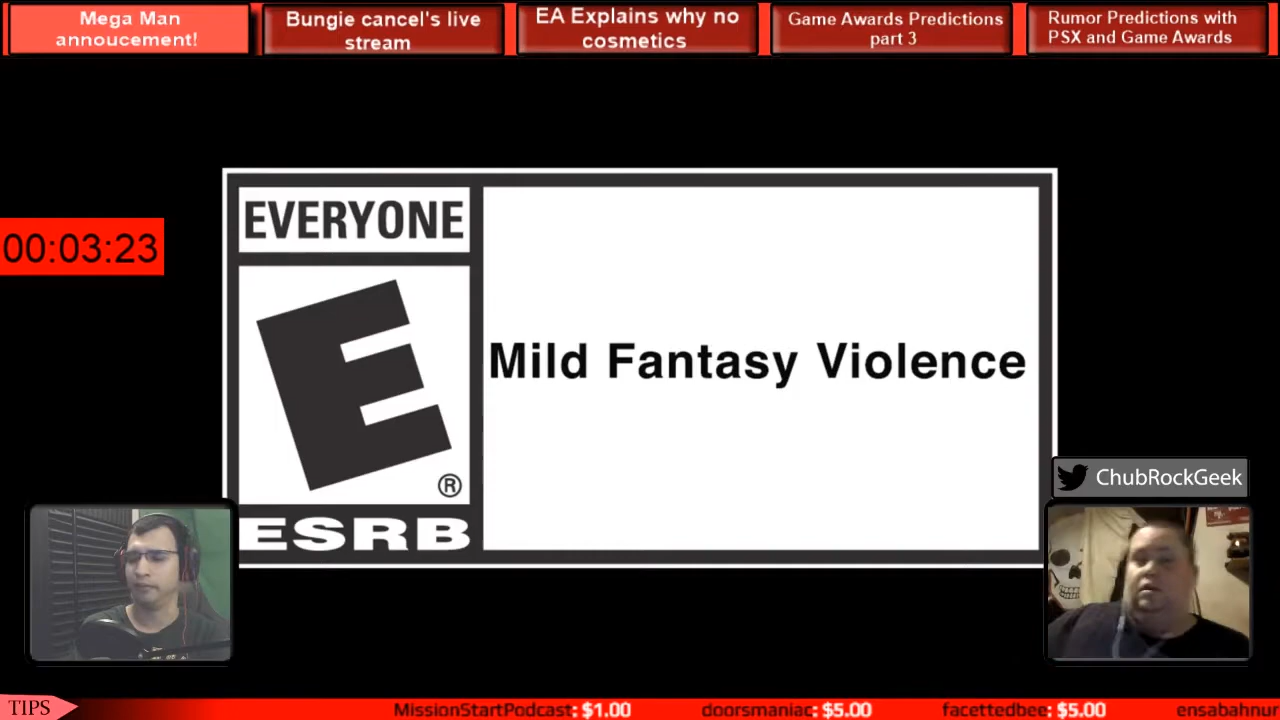 Mega Man
annoucement!
Bungie cancel's live
stream
EA Explains why no
cosmetics
Game Awards Predictions
part 3
Rumor Predictions with
PSX and Game Awards
EVERYONE
00:03:23
E
Mild Fantasy Violence
®
ESRB
ChubRockGeek
TIPS
MissionStartPodcast: $1.00 doorsmaniac: $5.00 facettedbee: $5.00 ensabahnur